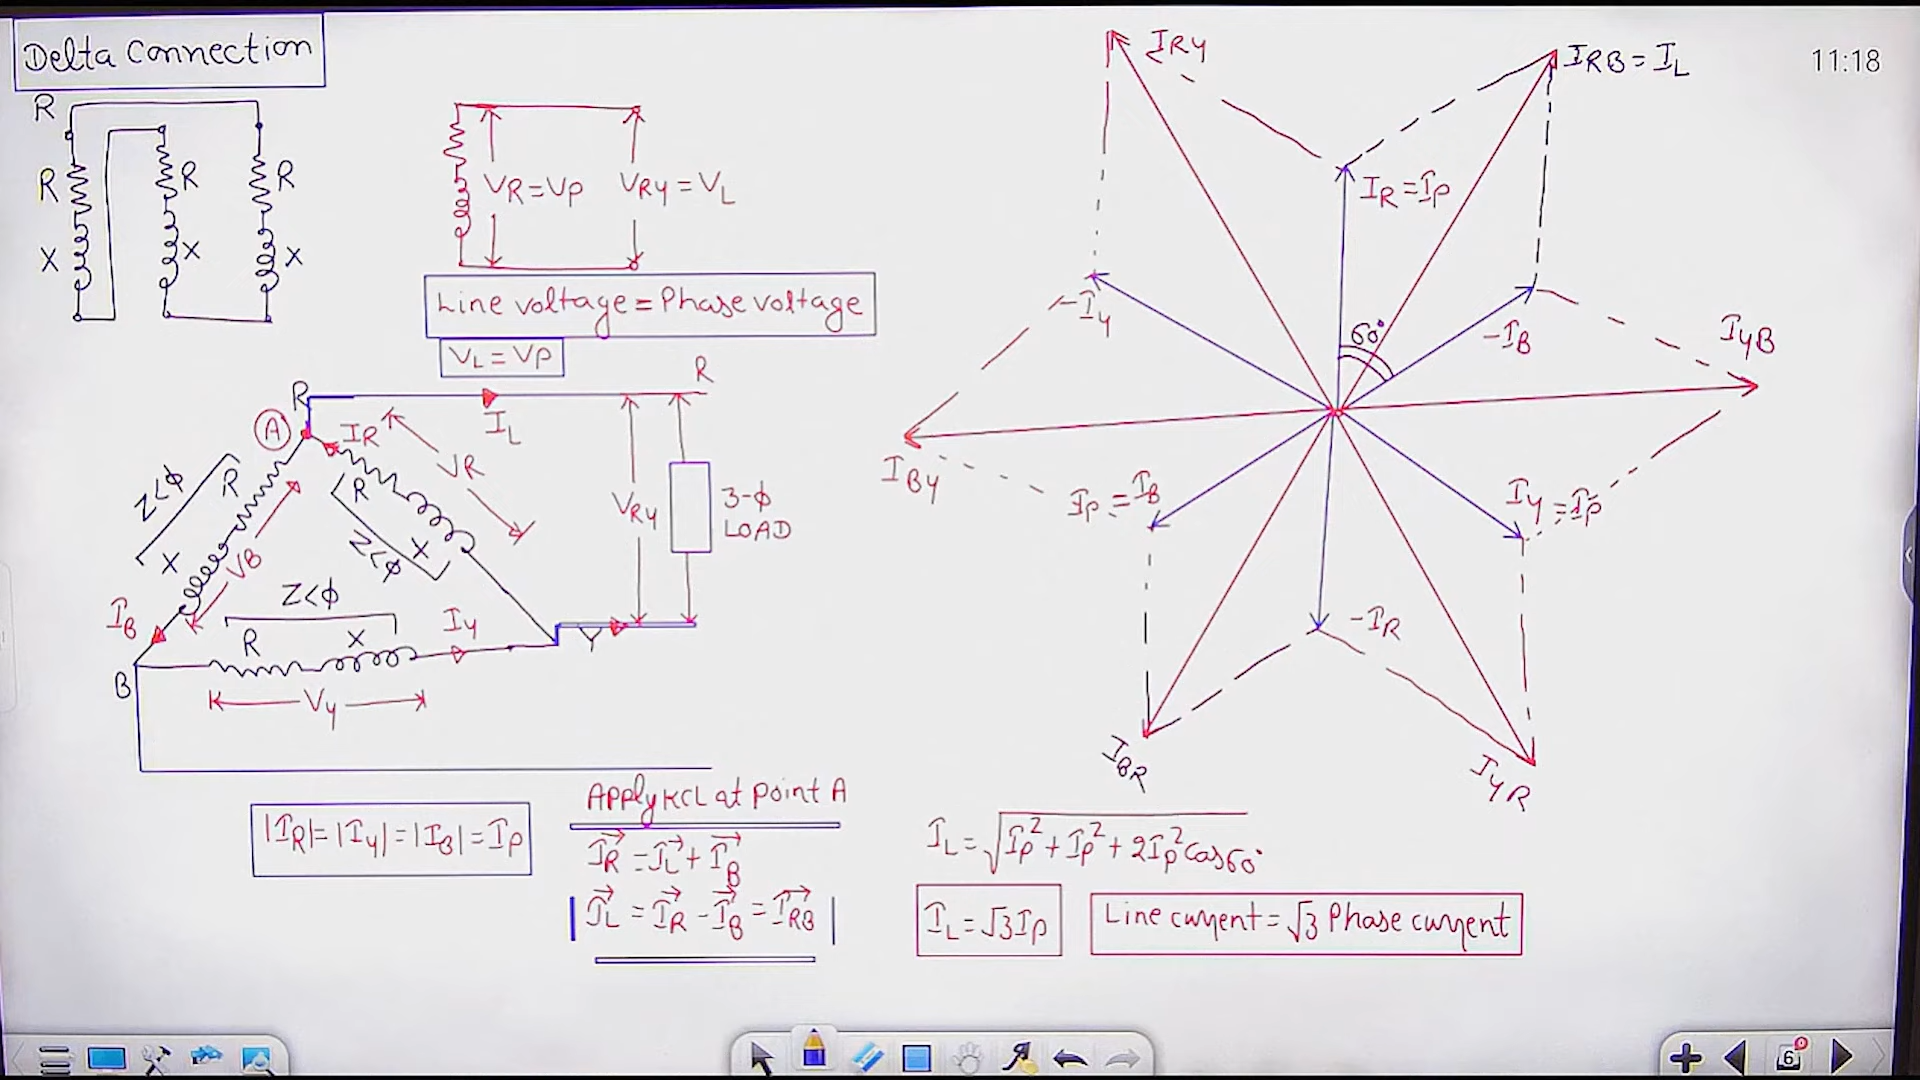 Delta Connection
11:18
R
R R R
X X X
VR=VP VRY=VL
Line voltage=Phase voltage
VL=VP
R
R
A
IR
IL
VR
Z<φ
R
X
VB
R
X
Z<φ
VRY
3-φ
LOAD
Z<φ
IB
R X
IY
Y
B
VY
|IR|=|IY|=|IB|=IP
Apply KCL at point A
IR=IL+IB
IL=IR-IB=IRB
IRY
IRB=IL
IR=IP
-IY
60°
-IB
IYB
IBY
IP=IB
IY=IP
-IR
IBR
IYR
IL=√IP²+IP²+2IP²Cos60°
IL=√3IP
Line current=√3 Phase current
6